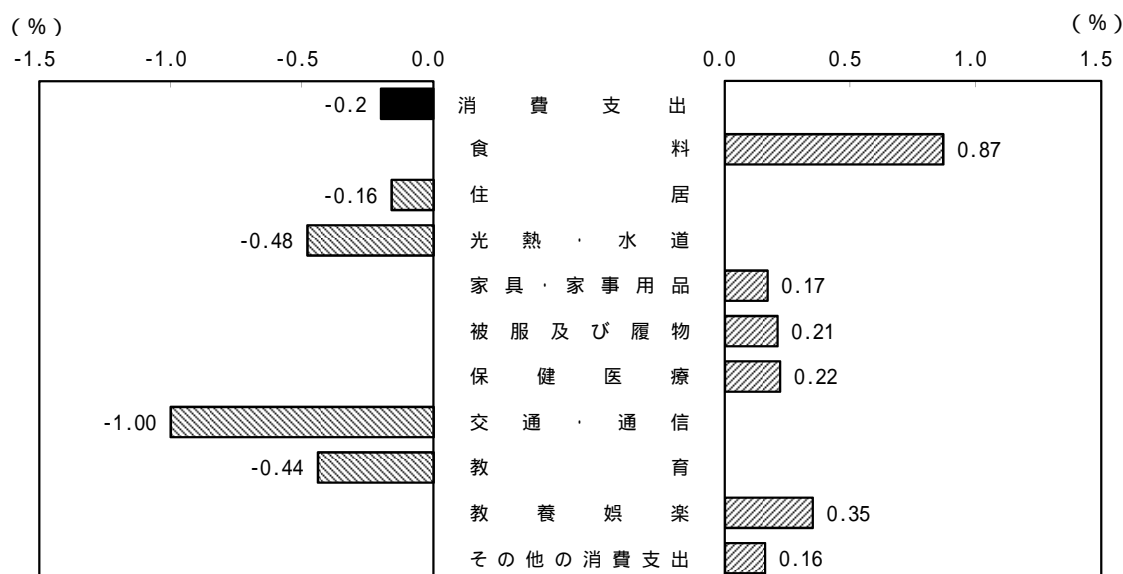 (％) (％)
-1.5 -1.0 -0.5 0.0 0.0 0.5 1.0 1.5
-0.2 消費支出
食料 0.87
-0.16 住居
-0.48 光熱・水道
家具・家事用品 0.17
被服及び履物 0.21
保健医療 0.22
-1.00 交通・通信
-0.44 教育
教養娯楽 0.35
その他の消費支出 0.16